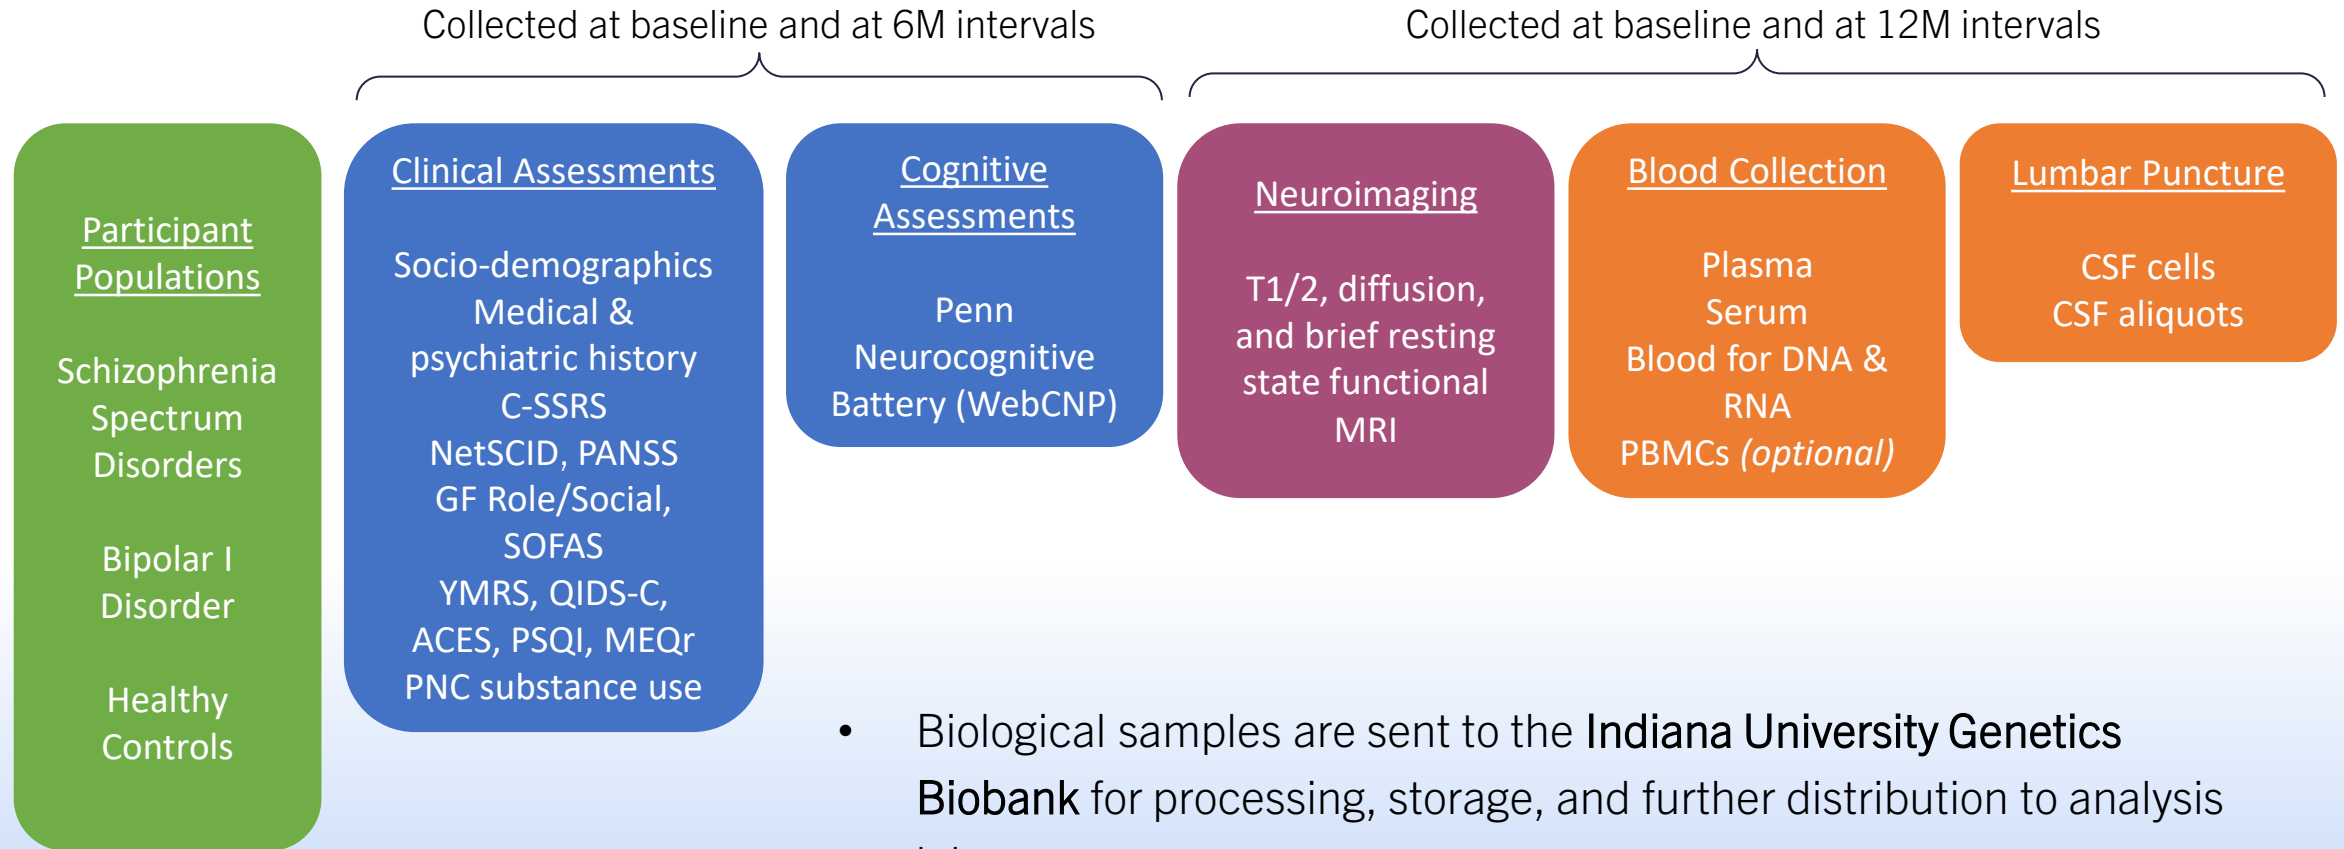 Collected at baseline and at 6M intervals
Collected at baseline and at 12M intervals
Participant
Populations
Schizophrenia
Spectrum
Disorders
Bipolar I
Disorder
Healthy
Controls
Clinical Assessments
Socio-demographics
Medical &
psychiatric history
C-SSRS
NetSCID, PANSS
GF Role/Social,
SOFAS
YMRS, QIDS-C,
ACES, PSQI, MEQr
PNC substance use
Cognitive
Assessments
Penn
Neurocognitive
Battery (WebCNP)
Neuroimaging
T1/2, diffusion,
and brief resting
state functional
MRI
Blood Collection
Plasma
Serum
Blood for DNA &
RNA
PBMCs (optional)
Lumbar Puncture
CSF cells
CSF aliquots
• Biological samples are sent to the Indiana University Genetics
Biobank for processing, storage, and further distribution to analysis